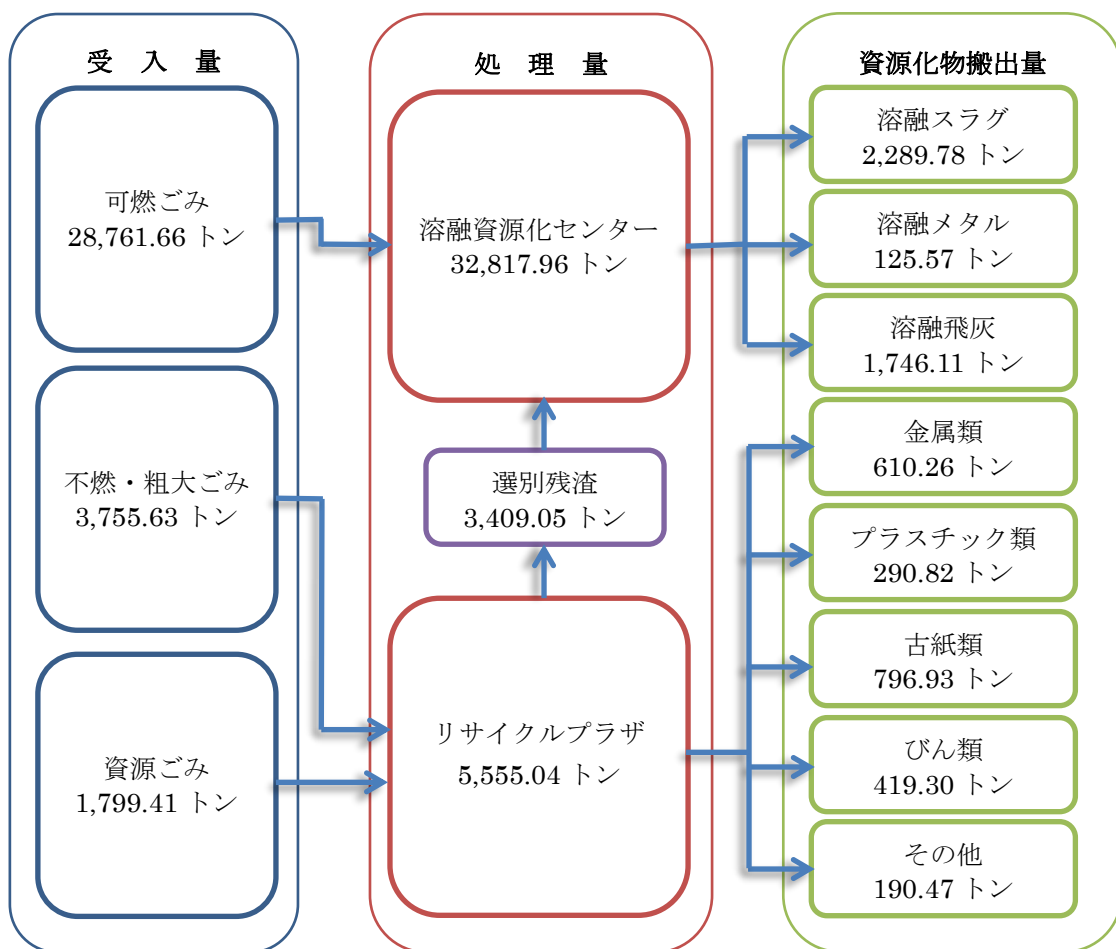 受 入 量
可燃ごみ
28,761.66 トン
不燃・粗大ごみ
3,755.63 トン
資源ごみ
1,799.41 トン
処 理 量
溶融資源化センター
32,817.96 トン
選別残渣
3,409.05 トン
リサイクルプラザ
5,555.04 トン
資源化物搬出量
溶融スラグ
2,289.78 トン
溶融メタル
125.57 トン
溶融飛灰
1,746.11 トン
金属類
610.26 トン
プラスチック類
290.82 トン
古紙類
796.93 トン
びん類
419.30 トン
その他
190.47 トン